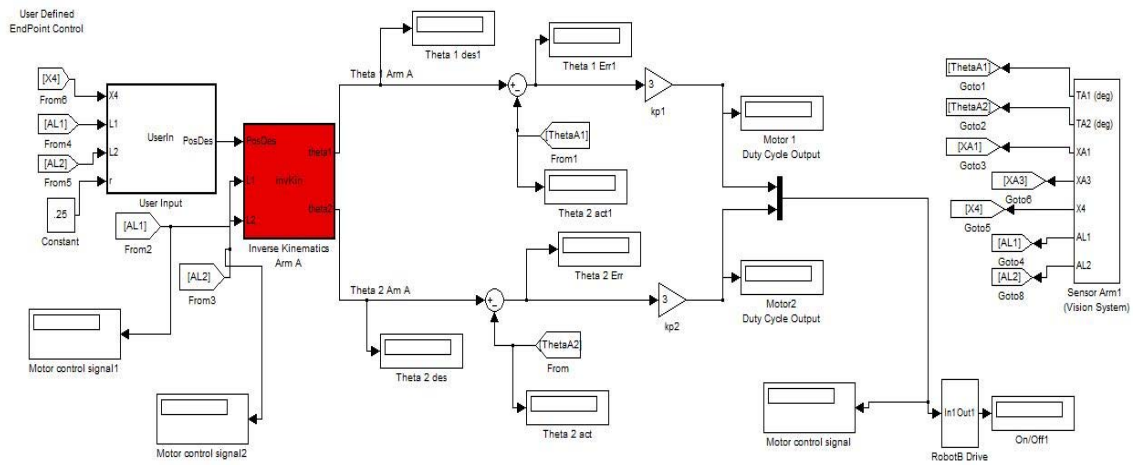 User Defined
EndPoint Control
[X4]
From6
[AL1]
From4
[AL2]
From5
.25
Constant
X4
L1
L2
r
UserIn
PosDes
User Input
[AL1]
From2
[AL2]
From3
PosDes
L1
L2
InvKin
theta1
theta2
Inverse Kinematics
Arm A
Motor control signal1
Motor control signal2
Theta 1 des1
Theta 1 Arm A
Theta 1 Err1
3
kp1
[ThetaA1]
From1
Theta 2 act1
Motor 1
Duty Cycle Output
Theta 2 Am A
Theta 2 des
Theta 2 Err
3
kp2
[ThetaA2]
From
Theta 2 act
Motor2
Duty Cycle Output
Motor control signal
In1 Out1
RobotB Drive
On/Off1
[ThetaA1]
Goto1
[ThetaA2]
Goto2
[XA1]
Goto3
[XA3]
Goto6
[X4]
Goto5
[AL1]
Goto4
[AL2]
Goto8
TA1 (deg)
TA2 (deg)
XA1
XA3
X4
AL1
AL2
Sensor Arm1
(Vision System)